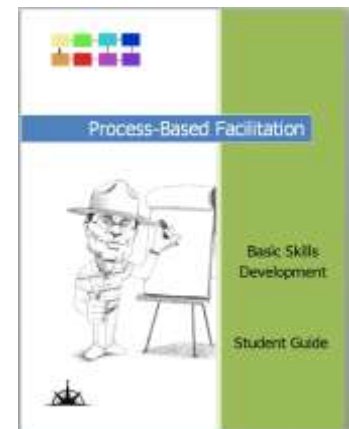 Process-Based Facilitation
Basic Skills
Development
Student Guide